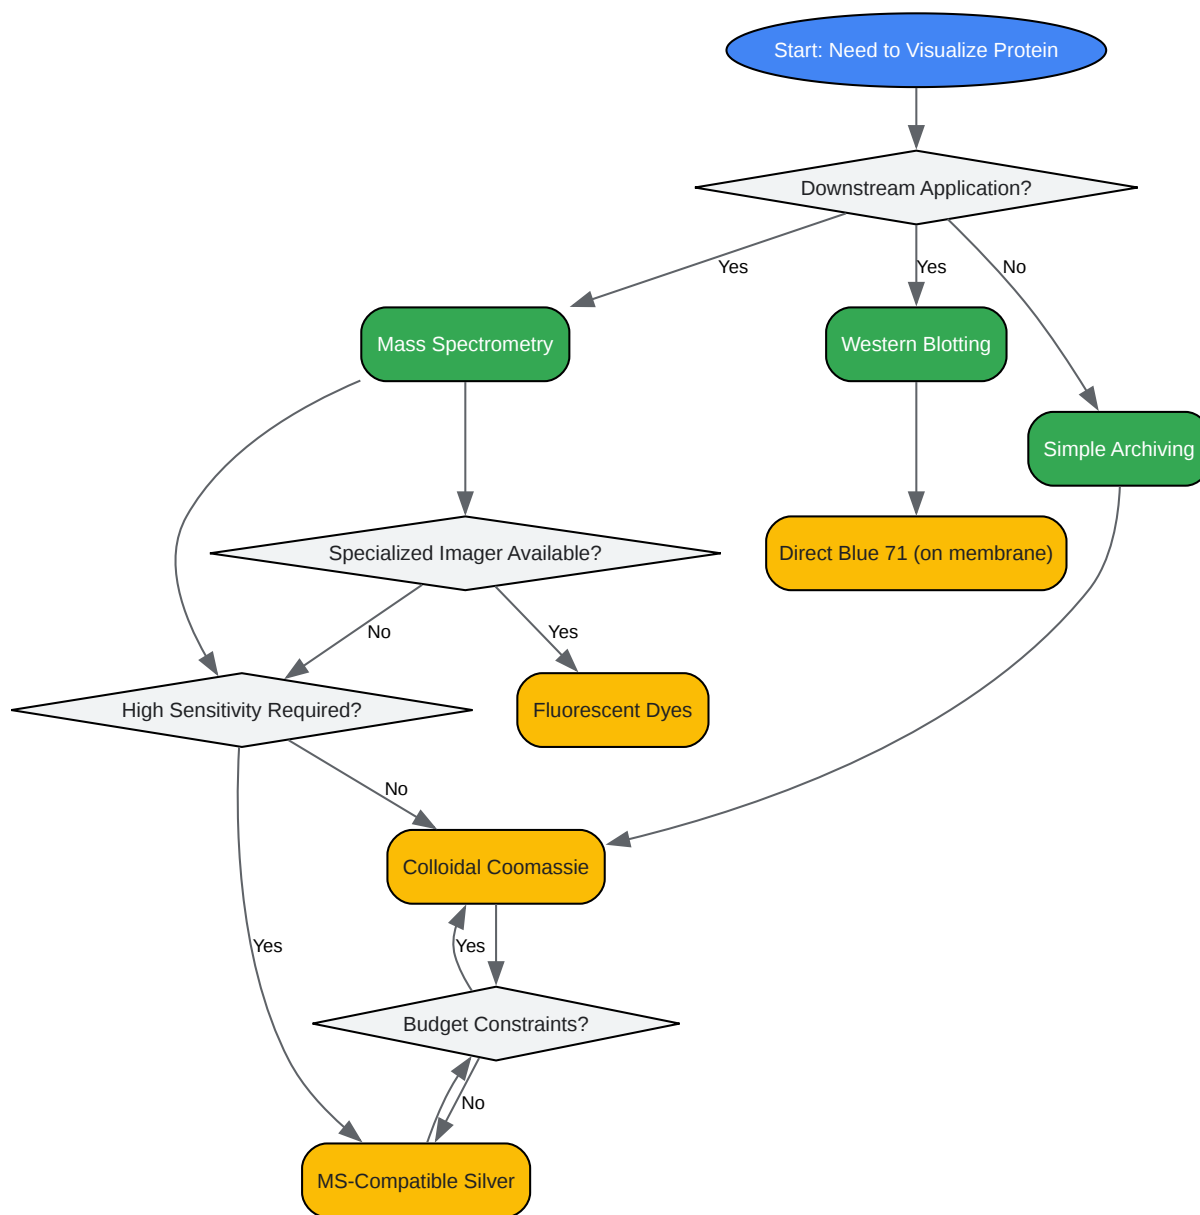 Start: Need to Visualize Protein
Downstream Application?
Yes
Yes
No
Mass Spectrometry
Western Blotting
Simple Archiving
Specialized Imager Available?
Direct Blue 71 (on membrane)
No
Yes
High Sensitivity Required?
Fluorescent Dyes
No
Colloidal Coomassie
Yes
Yes
Budget Constraints?
No
MS-Compatible Silver